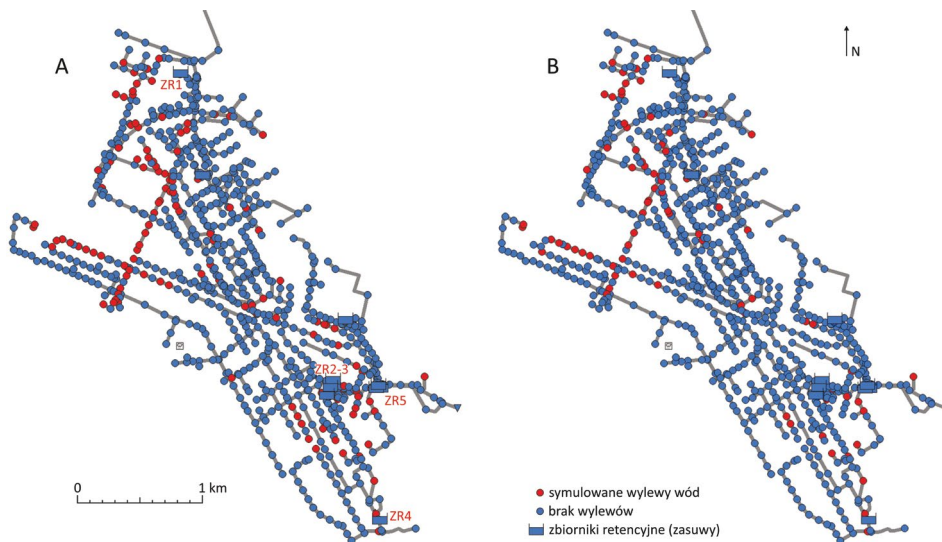 A
B
N
ZR1
ZR2-3
ZR5
ZR4
0 1 km
symulowane wylewy wód
brak wylewów
zbiorniki retencyjne (zasuwy)